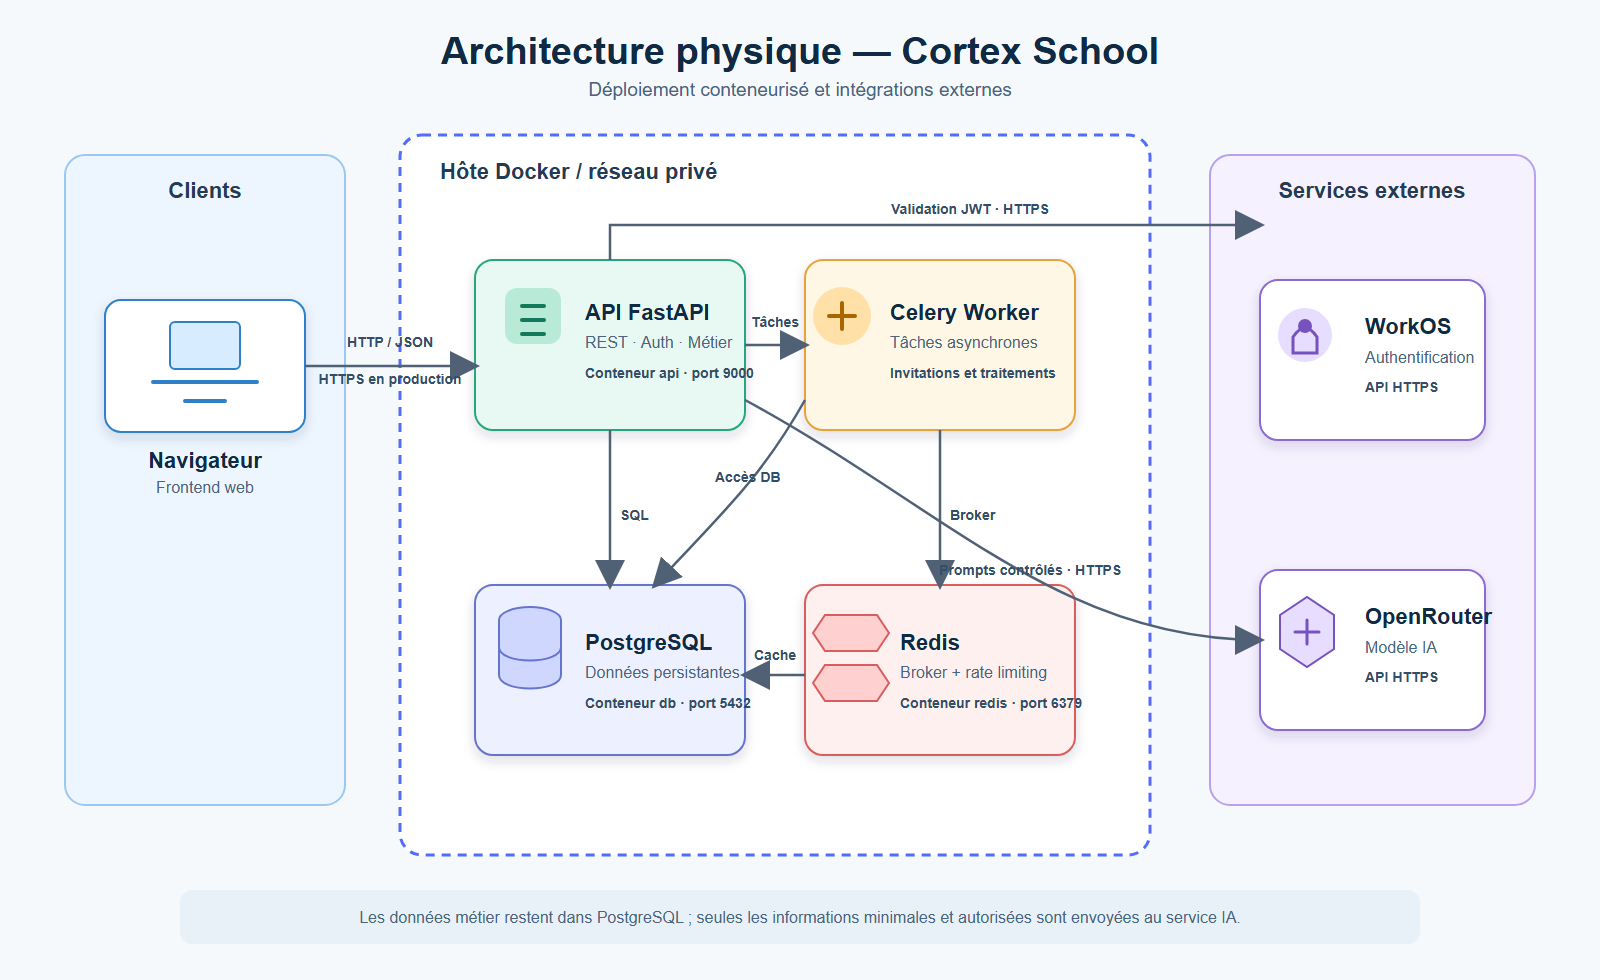 Architecture physique — Cortex School
Déploiement conteneurisé et intégrations externes
Clients
Navigateur
Frontend web
HTTP / JSON
HTTPS en production
Hôte Docker / réseau privé
Validation JWT · HTTPS
API FastAPI
REST · Auth · Métier
Conteneur api · port 9000
Tâches
Celery Worker
Tâches asynchrones
Invitations et traitements
Accès DB
SQL
Broker
Prompts contrôlés · HTTPS
PostgreSQL
Données persistantes
Conteneur db · port 5432
Cache
Redis
Broker + rate limiting
Conteneur redis · port 6379
Services externes
WorkOS
Authentification
API HTTPS
OpenRouter
Modèle IA
API HTTPS
Les données métier restent dans PostgreSQL ; seules les informations minimales et autorisées sont envoyées au service IA.